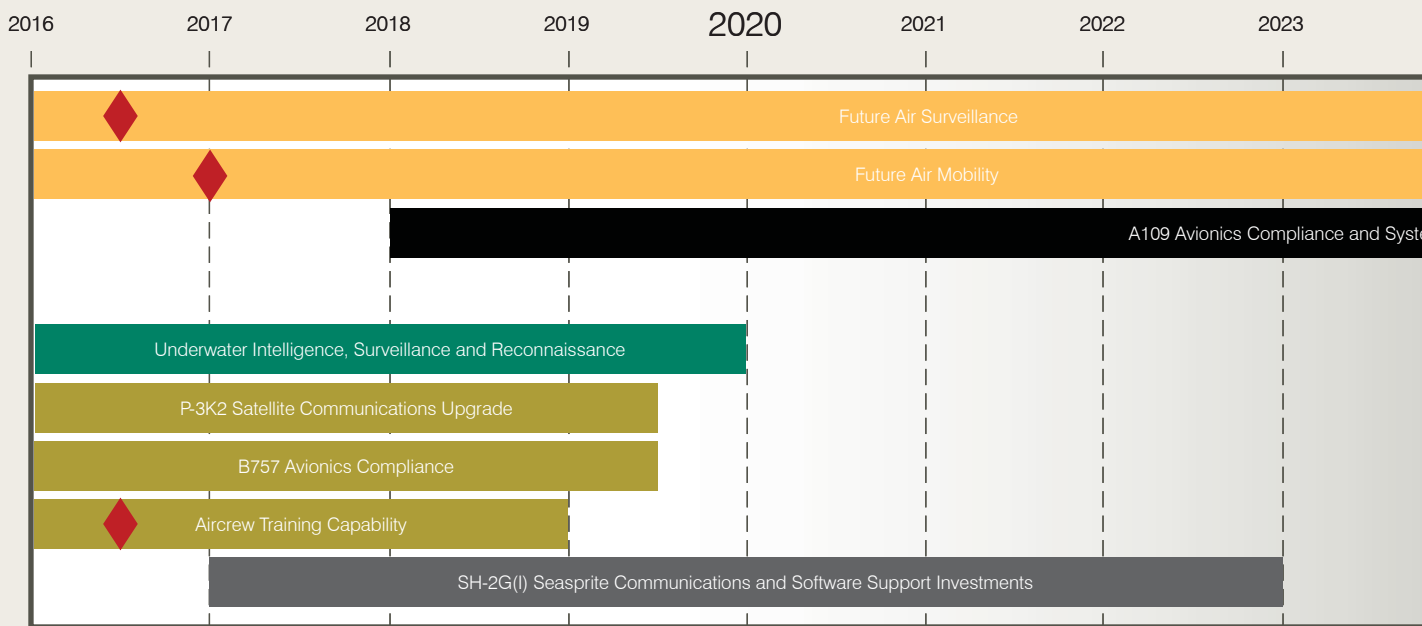 2016 2017 2018 2019 2020 2021 2022 2023
Future Air Surveillance
Future Air Mobility
A109 Avionics Compliance and Syste
Underwater Intelligence, Surveillance and Reconnaissance
P-3K2 Satellite Communications Upgrade
B757 Avionics Compliance
Aircrew Training Capability
SH-2G(I) Seasprite Communications and Software Support Investments